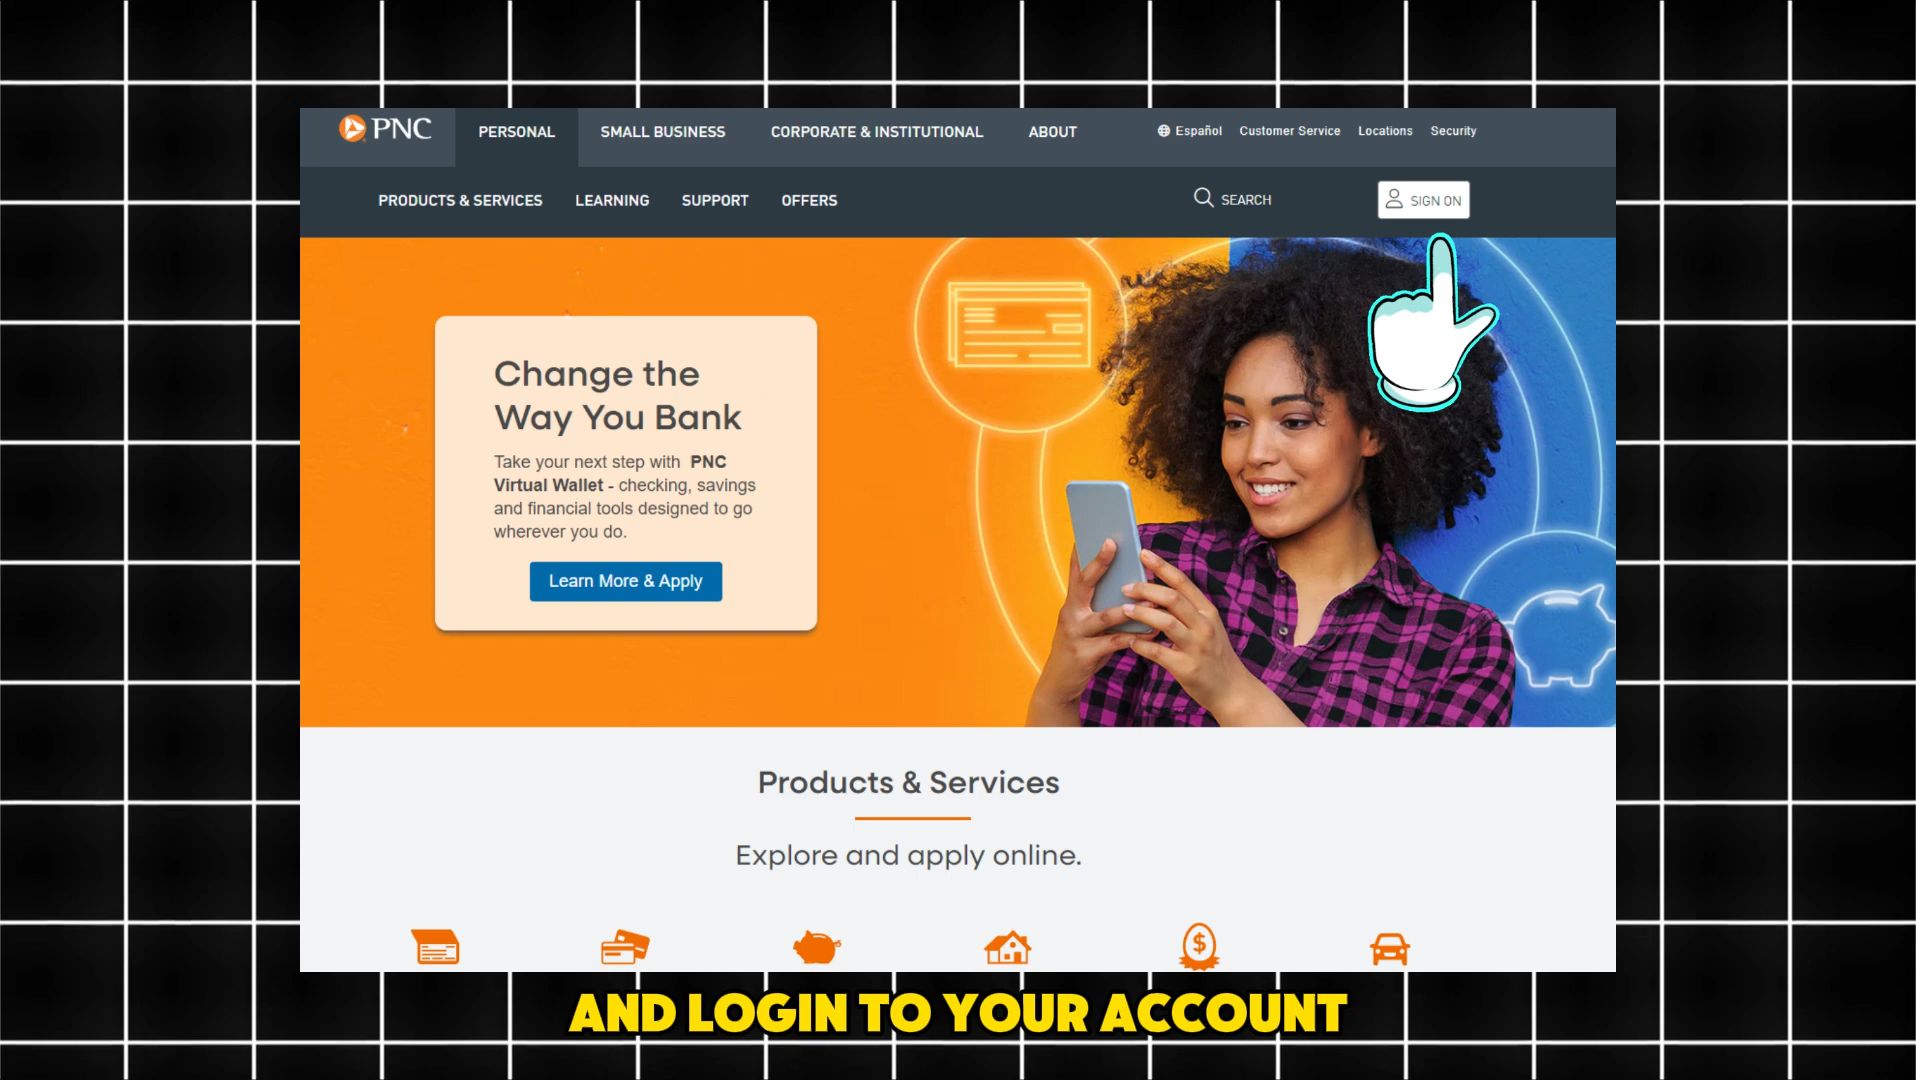 PNC
PERSONAL
SMALL BUSINESS
CORPORATE & INSTITUTIONAL
ABOUT
Español
Customer Service
Locations
Security
PRODUCTS & SERVICES
LEARNING
SUPPORT
OFFERS
SEARCH
SIGN ON
Change the
Way You Bank
Take your next step with PNC
Virtual Wallet - checking, savings
and financial tools designed to go
wherever you do.
Learn More & Apply
Products & Services
Explore and apply online.
$
AND LOGIN TO YOUR ACCOUNT